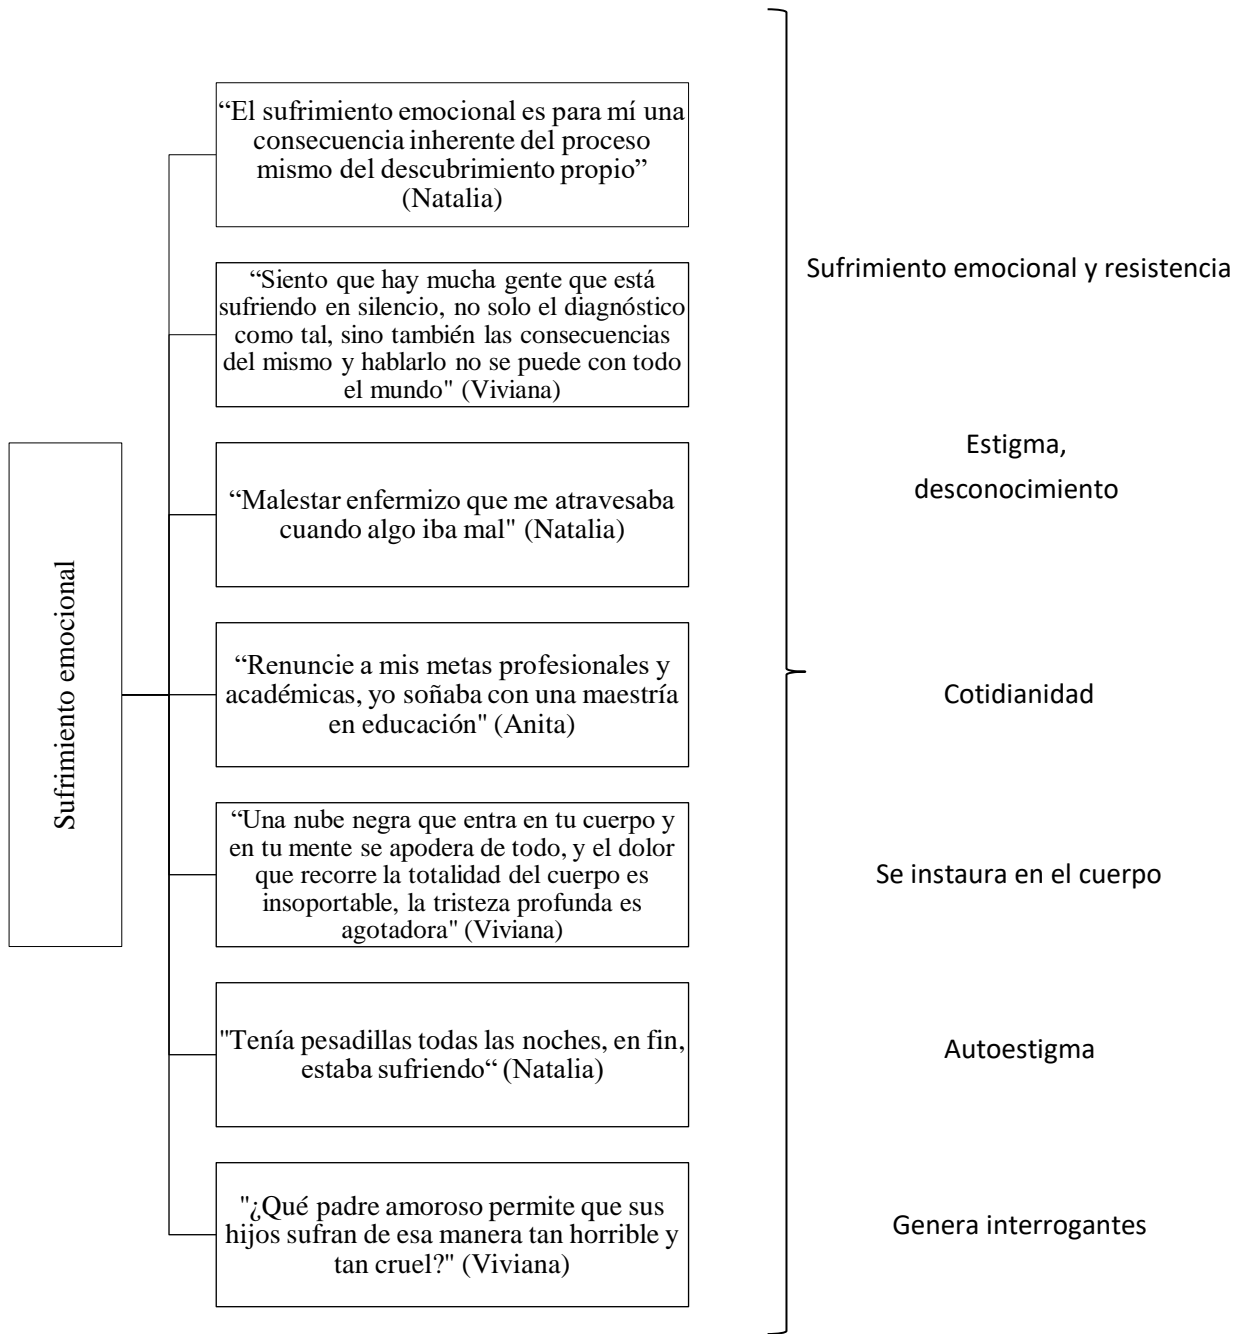 “El sufrimiento emocional es para mí una
consecuencia inherente del proceso
mismo del descubrimiento propio”
(Natalia)
“Siento que hay mucha gente que está
sufriendo en silencio, no solo el diagnóstico
como tal, sino también las consecuencias
del mismo y hablarlo no se puede con todo
el mundo" (Viviana)
“Malestar enfermizo que me atravesaba
cuando algo iba mal" (Natalia)
“Renuncie a mis metas profesionales y
académicas, yo soñaba con una maestría
en educación" (Anita)
“Una nube negra que entra en tu cuerpo y
en tu mente se apodera de todo, y el dolor
que recorre la totalidad del cuerpo es
insoportable, la tristeza profunda es
agotadora" (Viviana)
"Tenía pesadillas todas las noches, en fin,
estaba sufriendo“ (Natalia)
"¿Qué padre amoroso permite que sus
hijos sufran de esa manera tan horrible y
tan cruel?" (Viviana)
Sufrimiento emocional
Sufrimiento emocional y resistencia
Estigma,
desconocimiento
Cotidianidad
Se instaura en el cuerpo
Autoestigma
Genera interrogantes